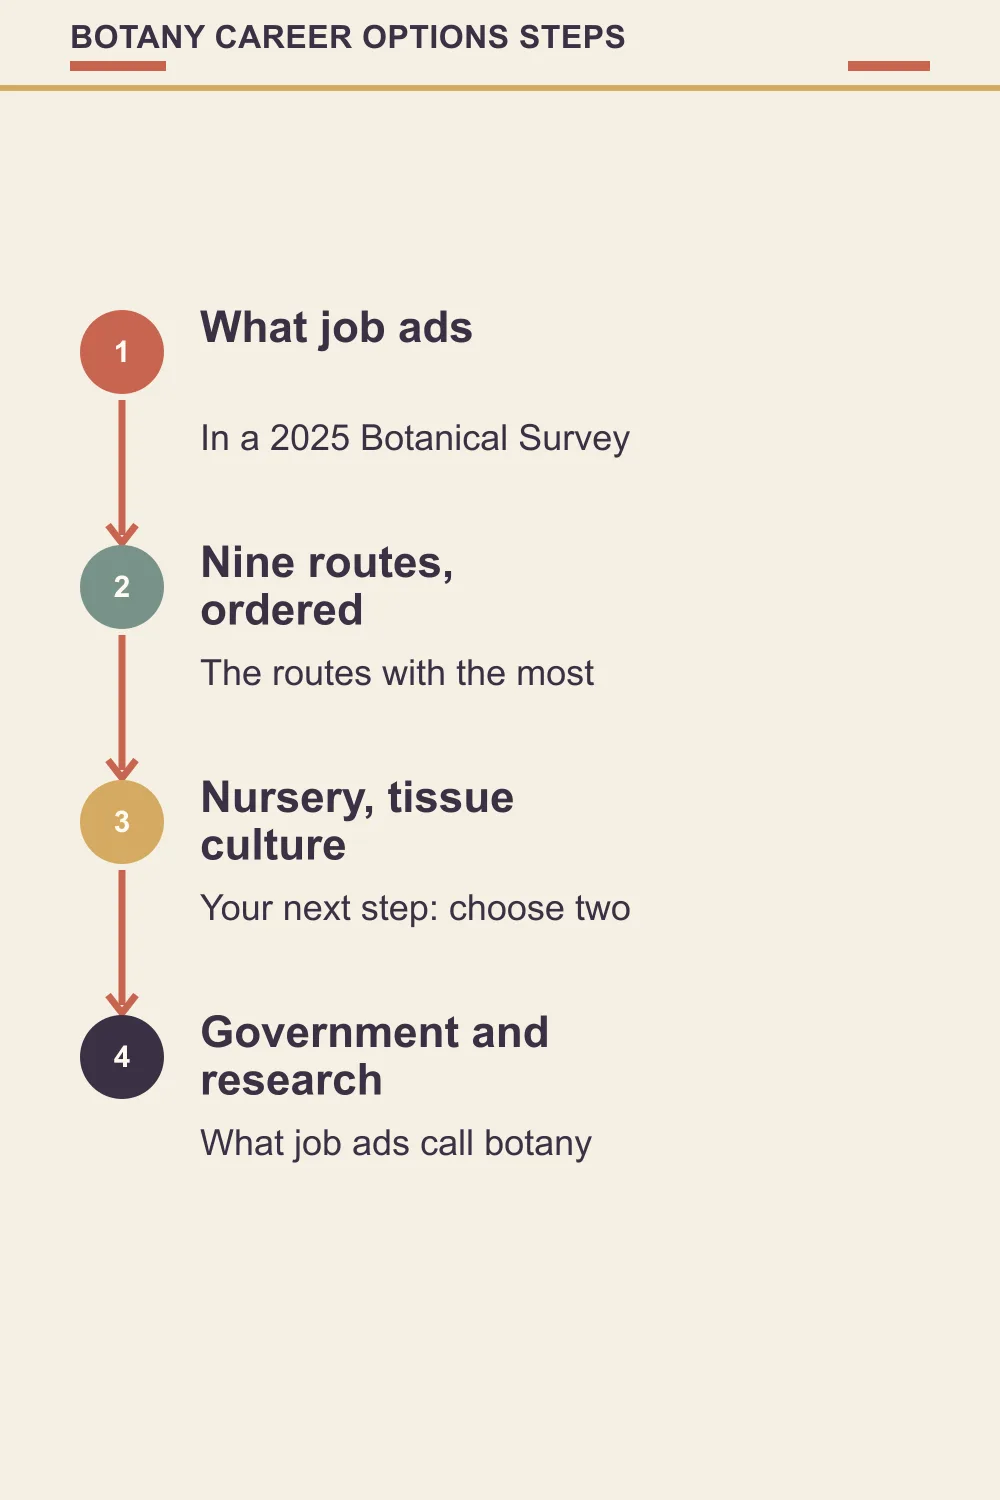 BOTANY CAREER OPTIONS STEPS
1
What job ads
In a 2025 Botanical Survey
2
Nine routes,
ordered
The routes with the most
3
Nursery, tissue
culture
Your next step: choose two
4
Government and
research
What job ads call botany